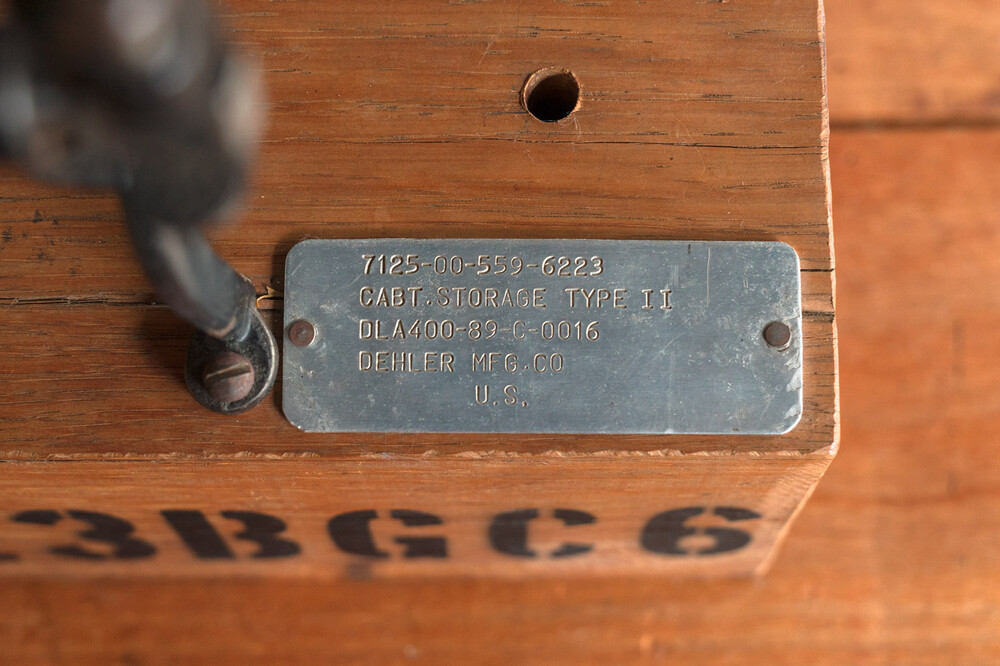 7125-00-559-6223
CABT.STORAGE TYPE II
DLA400-89-C-0016
DEHLER MFG.CO
U.S.
3BGC6